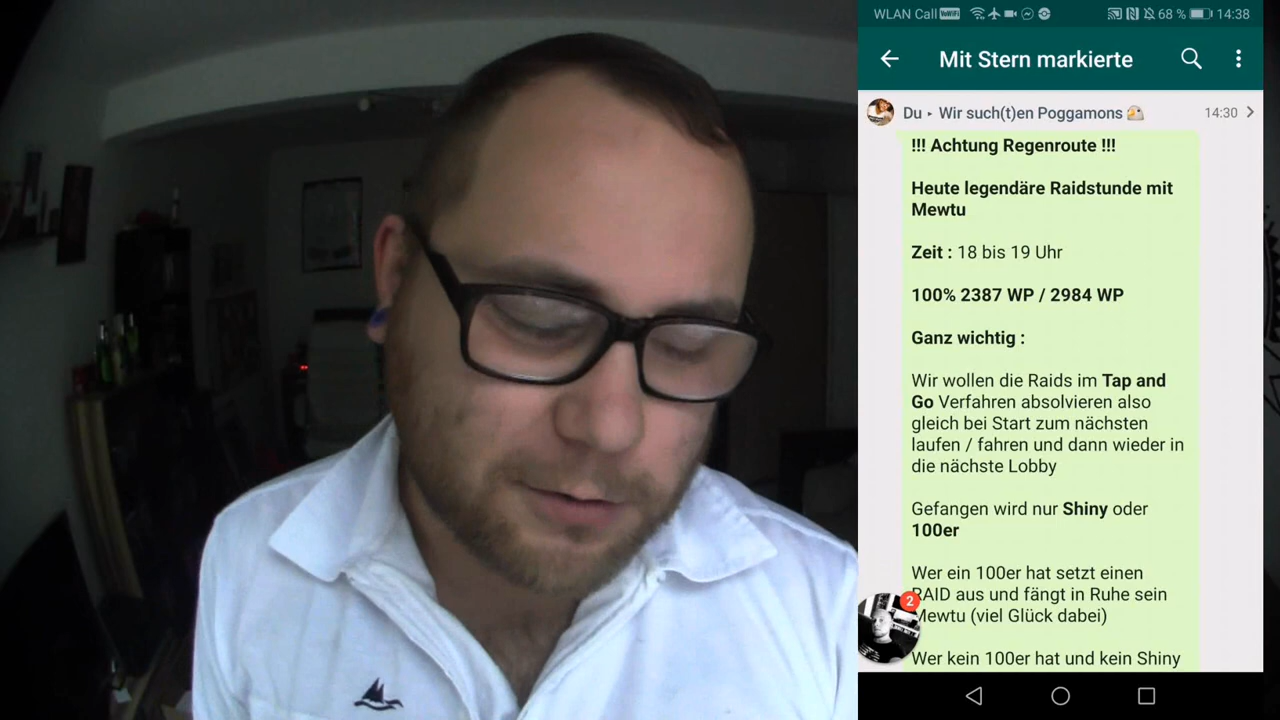 WLAN Call VoWiFi 68 % 14:38
Mit Stern markierte
Du ‣ Wir such(t)en Poggamons 14:30
!!! Achtung Regenroute !!!
Heute legendäre Raidstunde mit
Mewtu
Zeit : 18 bis 19 Uhr
100% 2387 WP / 2984 WP
Ganz wichtig :
Wir wollen die Raids im Tap and
Go Verfahren absolvieren also
gleich bei Start zum nächsten
laufen / fahren und dann wieder in
die nächste Lobby
Gefangen wird nur Shiny oder
100er
Wer ein 100er hat setzt einen
RAID aus und fängt in Ruhe sein
2
Mewtu (viel Glück dabei)
Wer kein 100er hat und kein Shiny